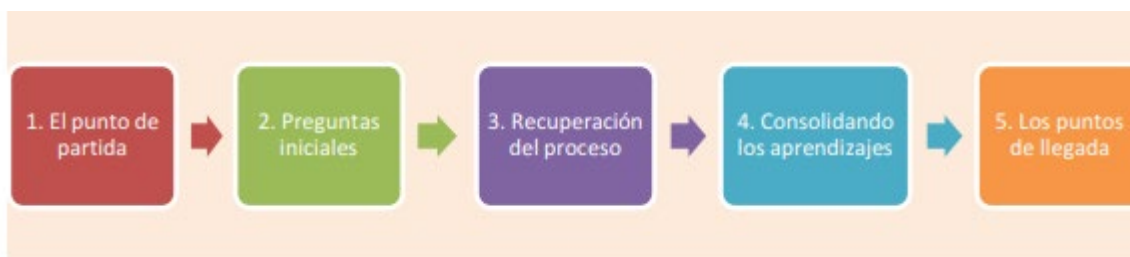 1. El punto de
partida
2. Preguntas
iniciales
3. Recuperación
del proceso
4. Consolidando
los aprendizajes
5. Los puntos
de llegada